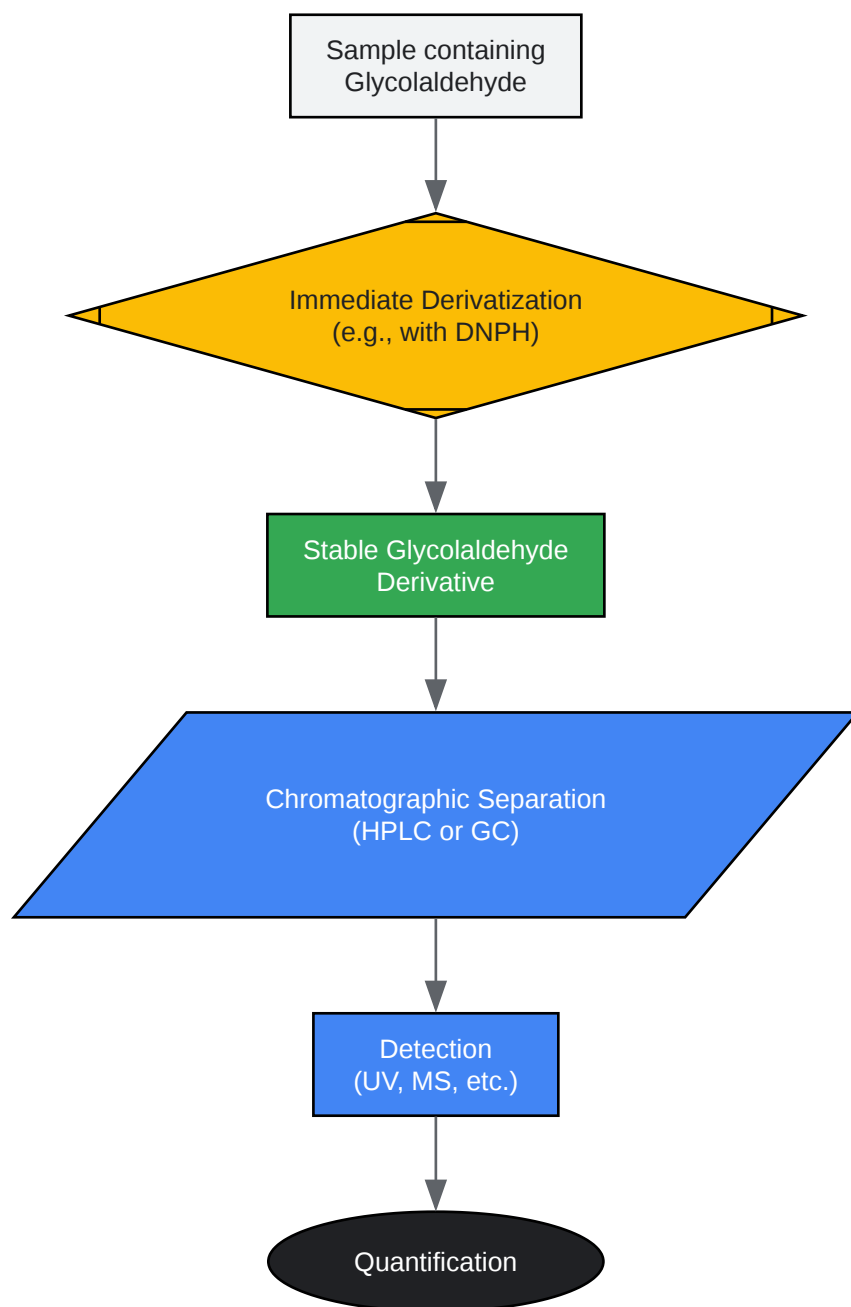 Sample containing
Glycolaldehyde
Immediate Derivatization
(e.g., with DNPH)
Stable Glycolaldehyde
Derivative
Chromatographic Separation
(HPLC or GC)
Detection
(UV, MS, etc.)
Quantification